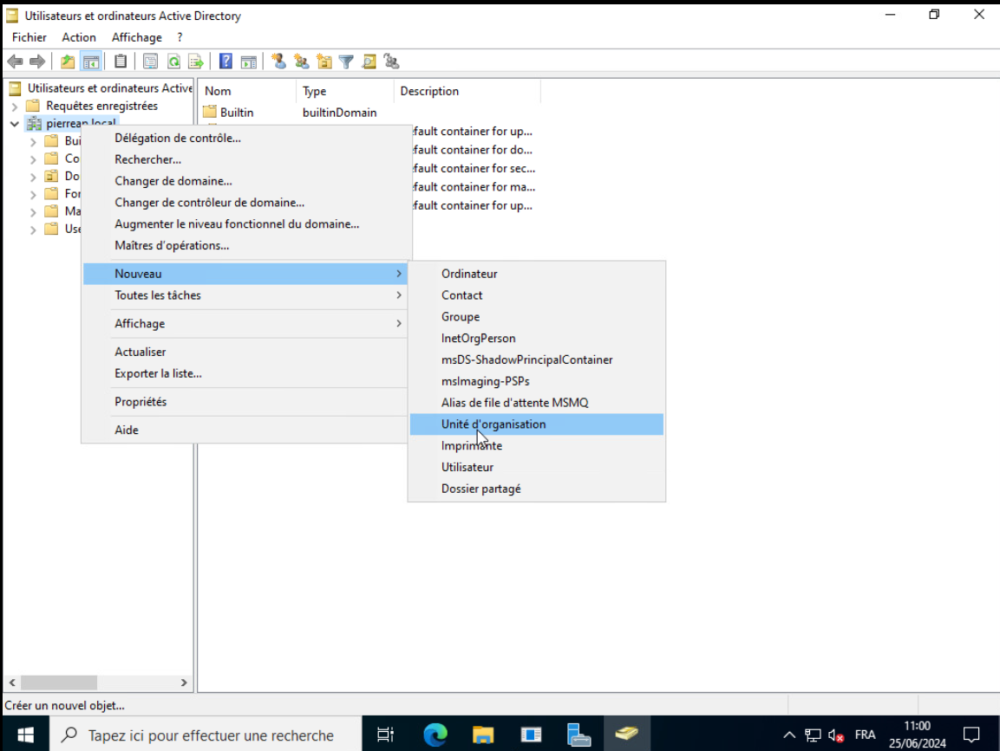 Utilisateurs et ordinateurs Active Directory
Fichier Action Affichage ?
Utilisateurs et ordinateurs Active
Requêtes enregistrées
pierrean.local
Bui
Co
Do
For
Ma
Use
Nom Type Description
Builtin builtinDomain
fault container for up...
fault container for do...
fault container for sec...
fault container for ma...
fault container for up...
Délégation de contrôle...
Rechercher...
Changer de domaine...
Changer de contrôleur de domaine...
Augmenter le niveau fonctionnel du domaine...
Maîtres d'opérations...
Nouveau
Toutes les tâches
Affichage
Actualiser
Exporter la liste...
Propriétés
Aide
Ordinateur
Contact
Groupe
InetOrgPerson
msDS-ShadowPrincipalContainer
msImaging-PSPs
Alias de file d'attente MSMQ
Unité d'organisation
Imprimante
Utilisateur
Dossier partagé
Créer un nouvel objet...
Tapez ici pour effectuer une recherche
FRA
11:00
25/06/2024